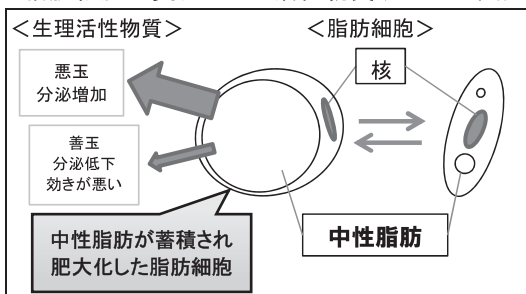 ＜生理活性物質＞
＜脂肪細胞＞
悪玉
分泌増加
核
善玉
分泌低下
効きが悪い
中性脂肪が蓄積され
肥大化した脂肪細胞
中性脂肪